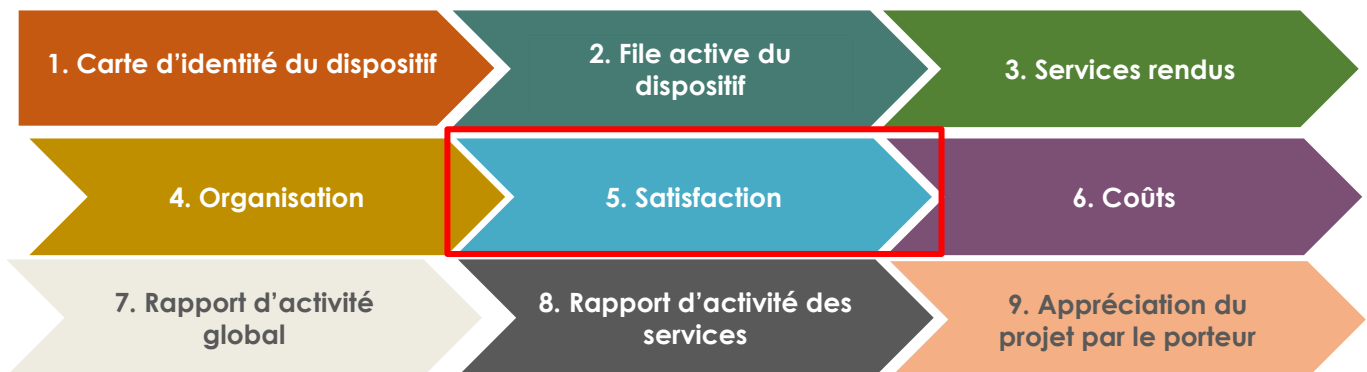 1. Carte d’identité du dispositif
2. File active du
dispositif
3. Services rendus
4. Organisation
5. Satisfaction
6. Coûts
7. Rapport d’activité
global
8. Rapport d’activité des
services
9. Appréciation du
projet par le porteur